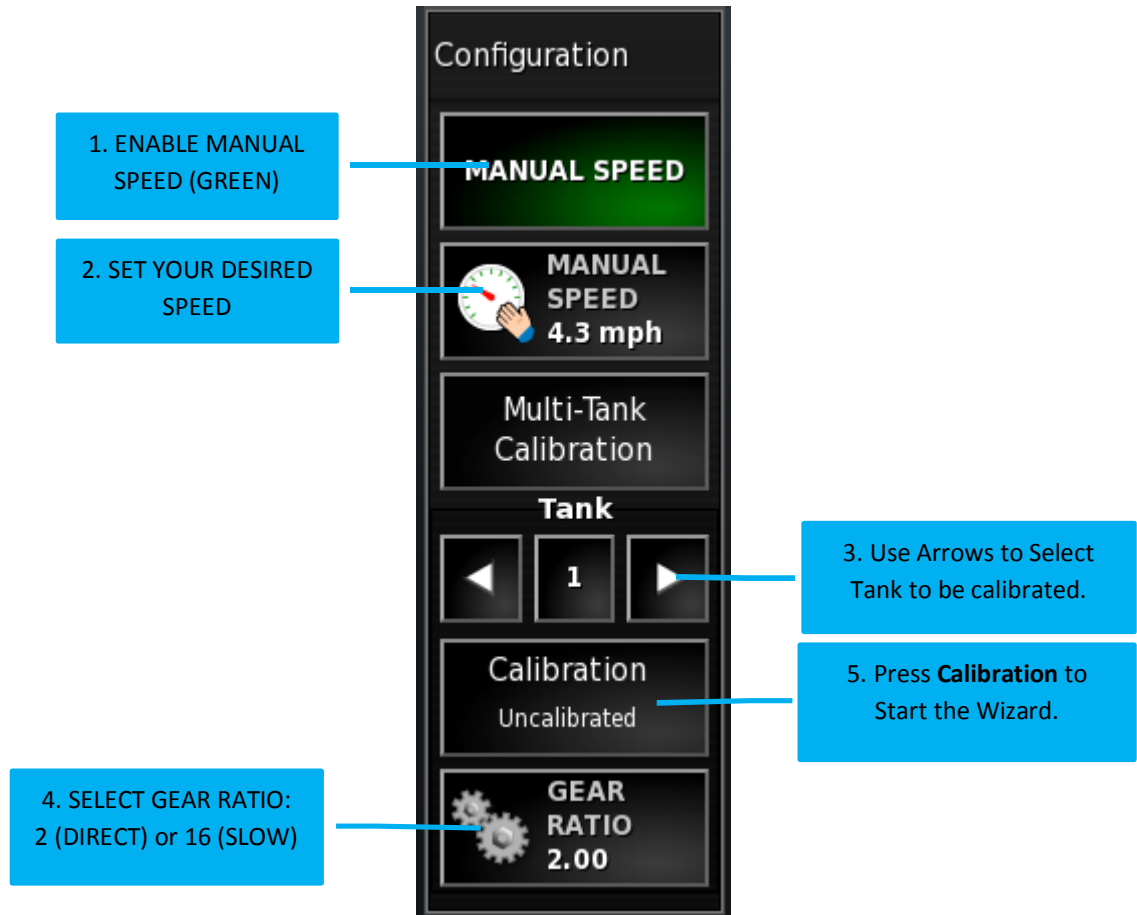 Configuration
1. ENABLE MANUAL
SPEED (GREEN)
MANUAL SPEED
2. SET YOUR DESIRED
SPEED
MANUAL
SPEED
4.3 mph
Multi-Tank
Calibration
Tank
1
3. Use Arrows to Select
Tank to be calibrated.
Calibration
Uncalibrated
5. Press Calibration to
Start the Wizard.
4. SELECT GEAR RATIO:
2 (DIRECT) or 16 (SLOW)
GEAR
RATIO
2.00